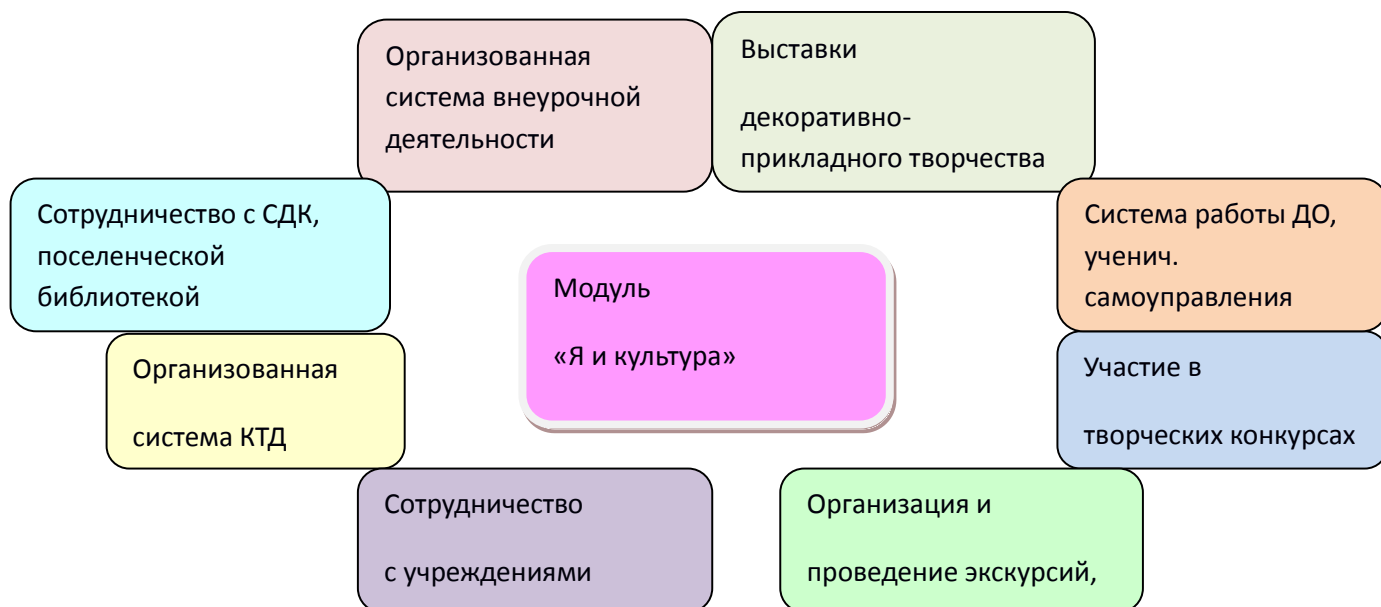 Организованная
система внеурочной
деятельности
Выставки
декоративно-
прикладного творчества
Сотрудничество с СДК,
поселенческой
библиотекой
Система работы ДО,
ученич.
самоуправления
Модуль
«Я и культура»
Организованная
система КТД
Участие в
творческих конкурсах
Сотрудничество
с учреждениями
Организация и
проведение экскурсий,